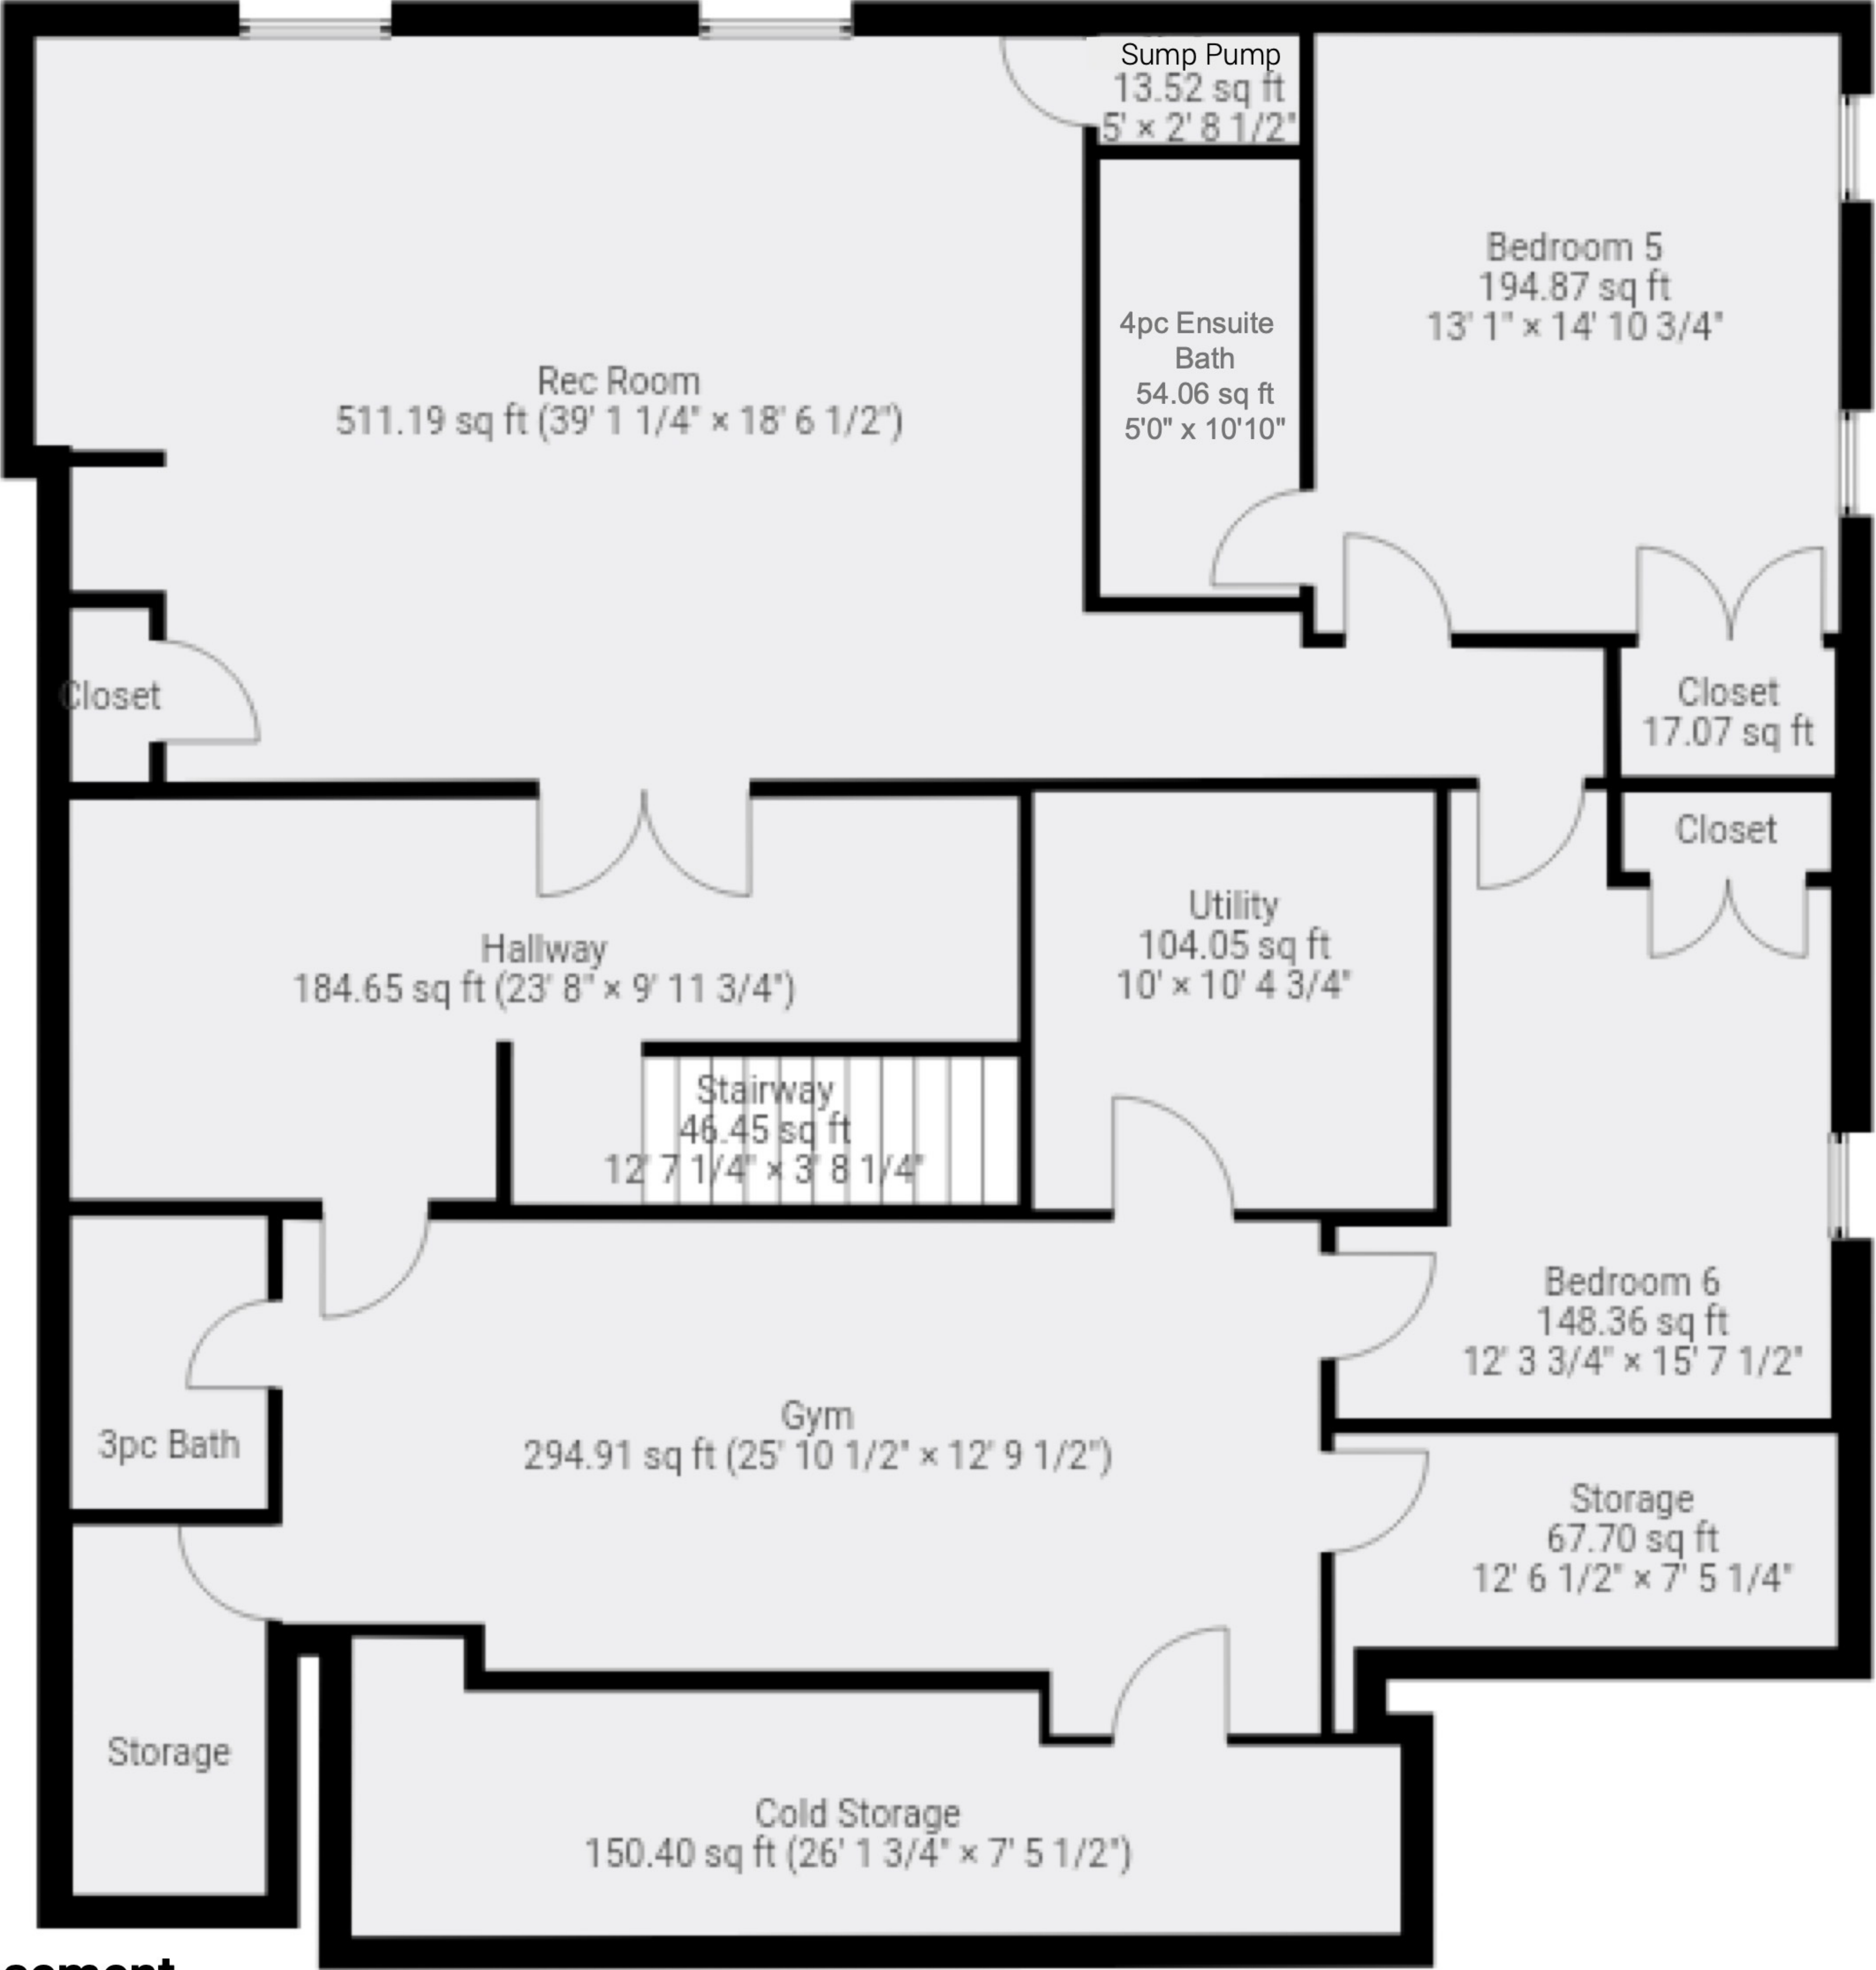 Sump Pump
13.52 sq ft
5' × 2' 8 1/2"
Bedroom 5
194.87 sq ft
13' 1" × 14' 10 3/4"
4pc Ensuite
Bath
54.06 sq ft
5'0" x 10'10"
Rec Room
511.19 sq ft (39' 1 1/4" × 18' 6 1/2")
Closet
Closet
17.07 sq ft
Closet
Utility
104.05 sq ft
10' × 10' 4 3/4"
Hallway
184.65 sq ft (23' 8" × 9' 11 3/4")
Stairway
46.45 sq ft
12' 7 1/4" × 3' 8 1/4"
Bedroom 6
148.36 sq ft
12' 3 3/4" × 15' 7 1/2"
3pc Bath
Gym
294.91 sq ft (25' 10 1/2" × 12' 9 1/2")
Storage
67.70 sq ft
12' 6 1/2" × 7' 5 1/4"
Storage
Cold Storage
150.40 sq ft (26' 1 3/4" × 7' 5 1/2")